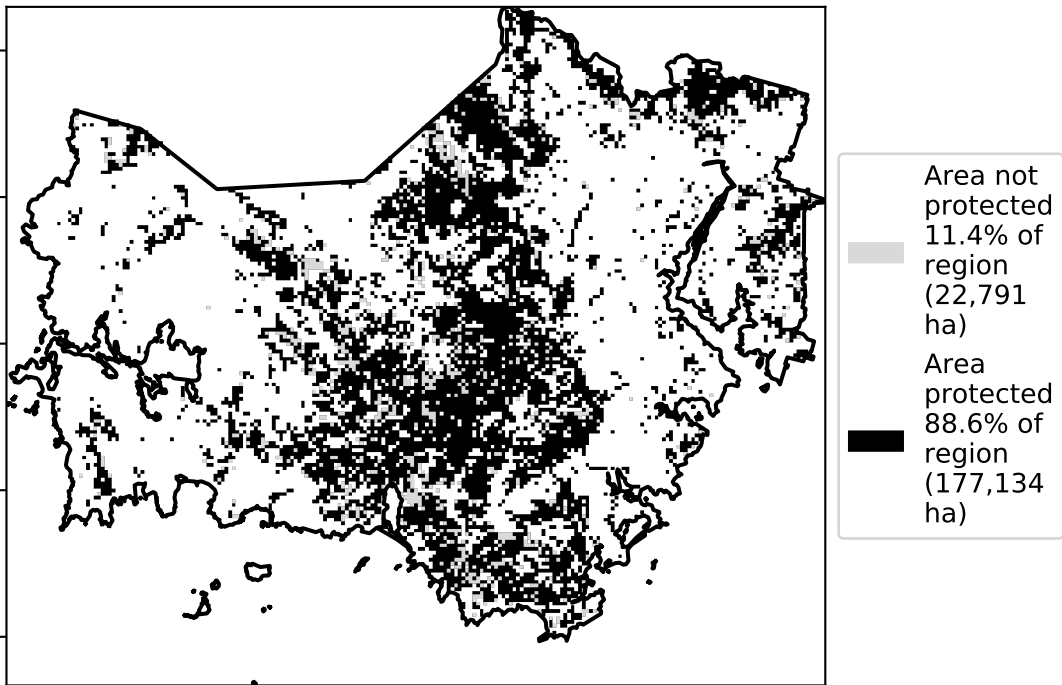 Area not
protected
11.4% of
region
(22,791
ha)
Area
protected
88.6% of
region
(177,134
ha)